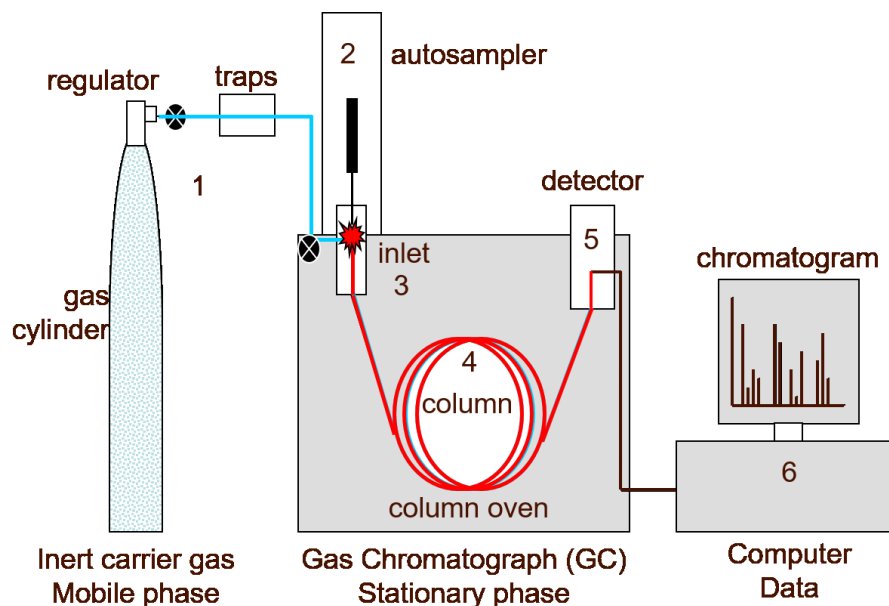 2
autosampler
regulator
traps
1
detector
5
inlet
3
chromatogram
gas
cylinder
4
column
column oven
6
Inert carrier gas
Mobile phase
Gas Chromatograph (GC)
Stationary phase
Computer
Data